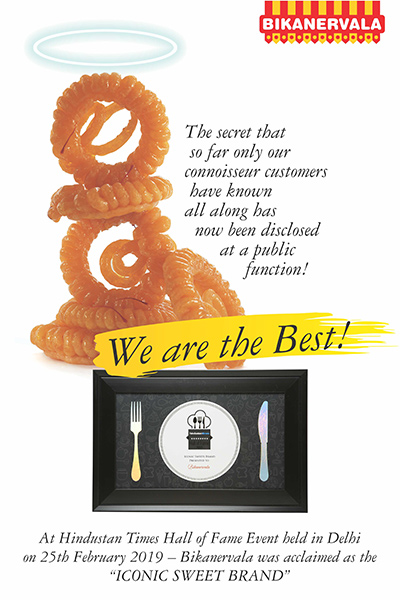 BIKANERVALA
The secret that
so far only our
connoisseur customers
have known
all along has
now been disclosed
at a public
function!
We are the Best!
At Hindustan Times Hall of Fame Event held in Delhi
on 25th February 2019 – Bikanervala was acclaimed as the
“ICONIC SWEET BRAND”